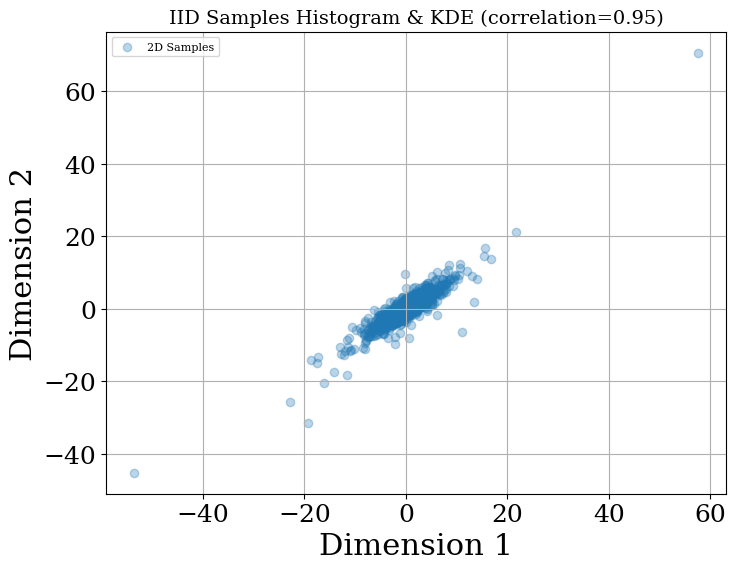 IID Samples Histogram & KDE (correlation=0.95)
2D Samples
Dimension 2
60
40
20
0
−20
−40
−40 −20 0 20 40 60
Dimension 1